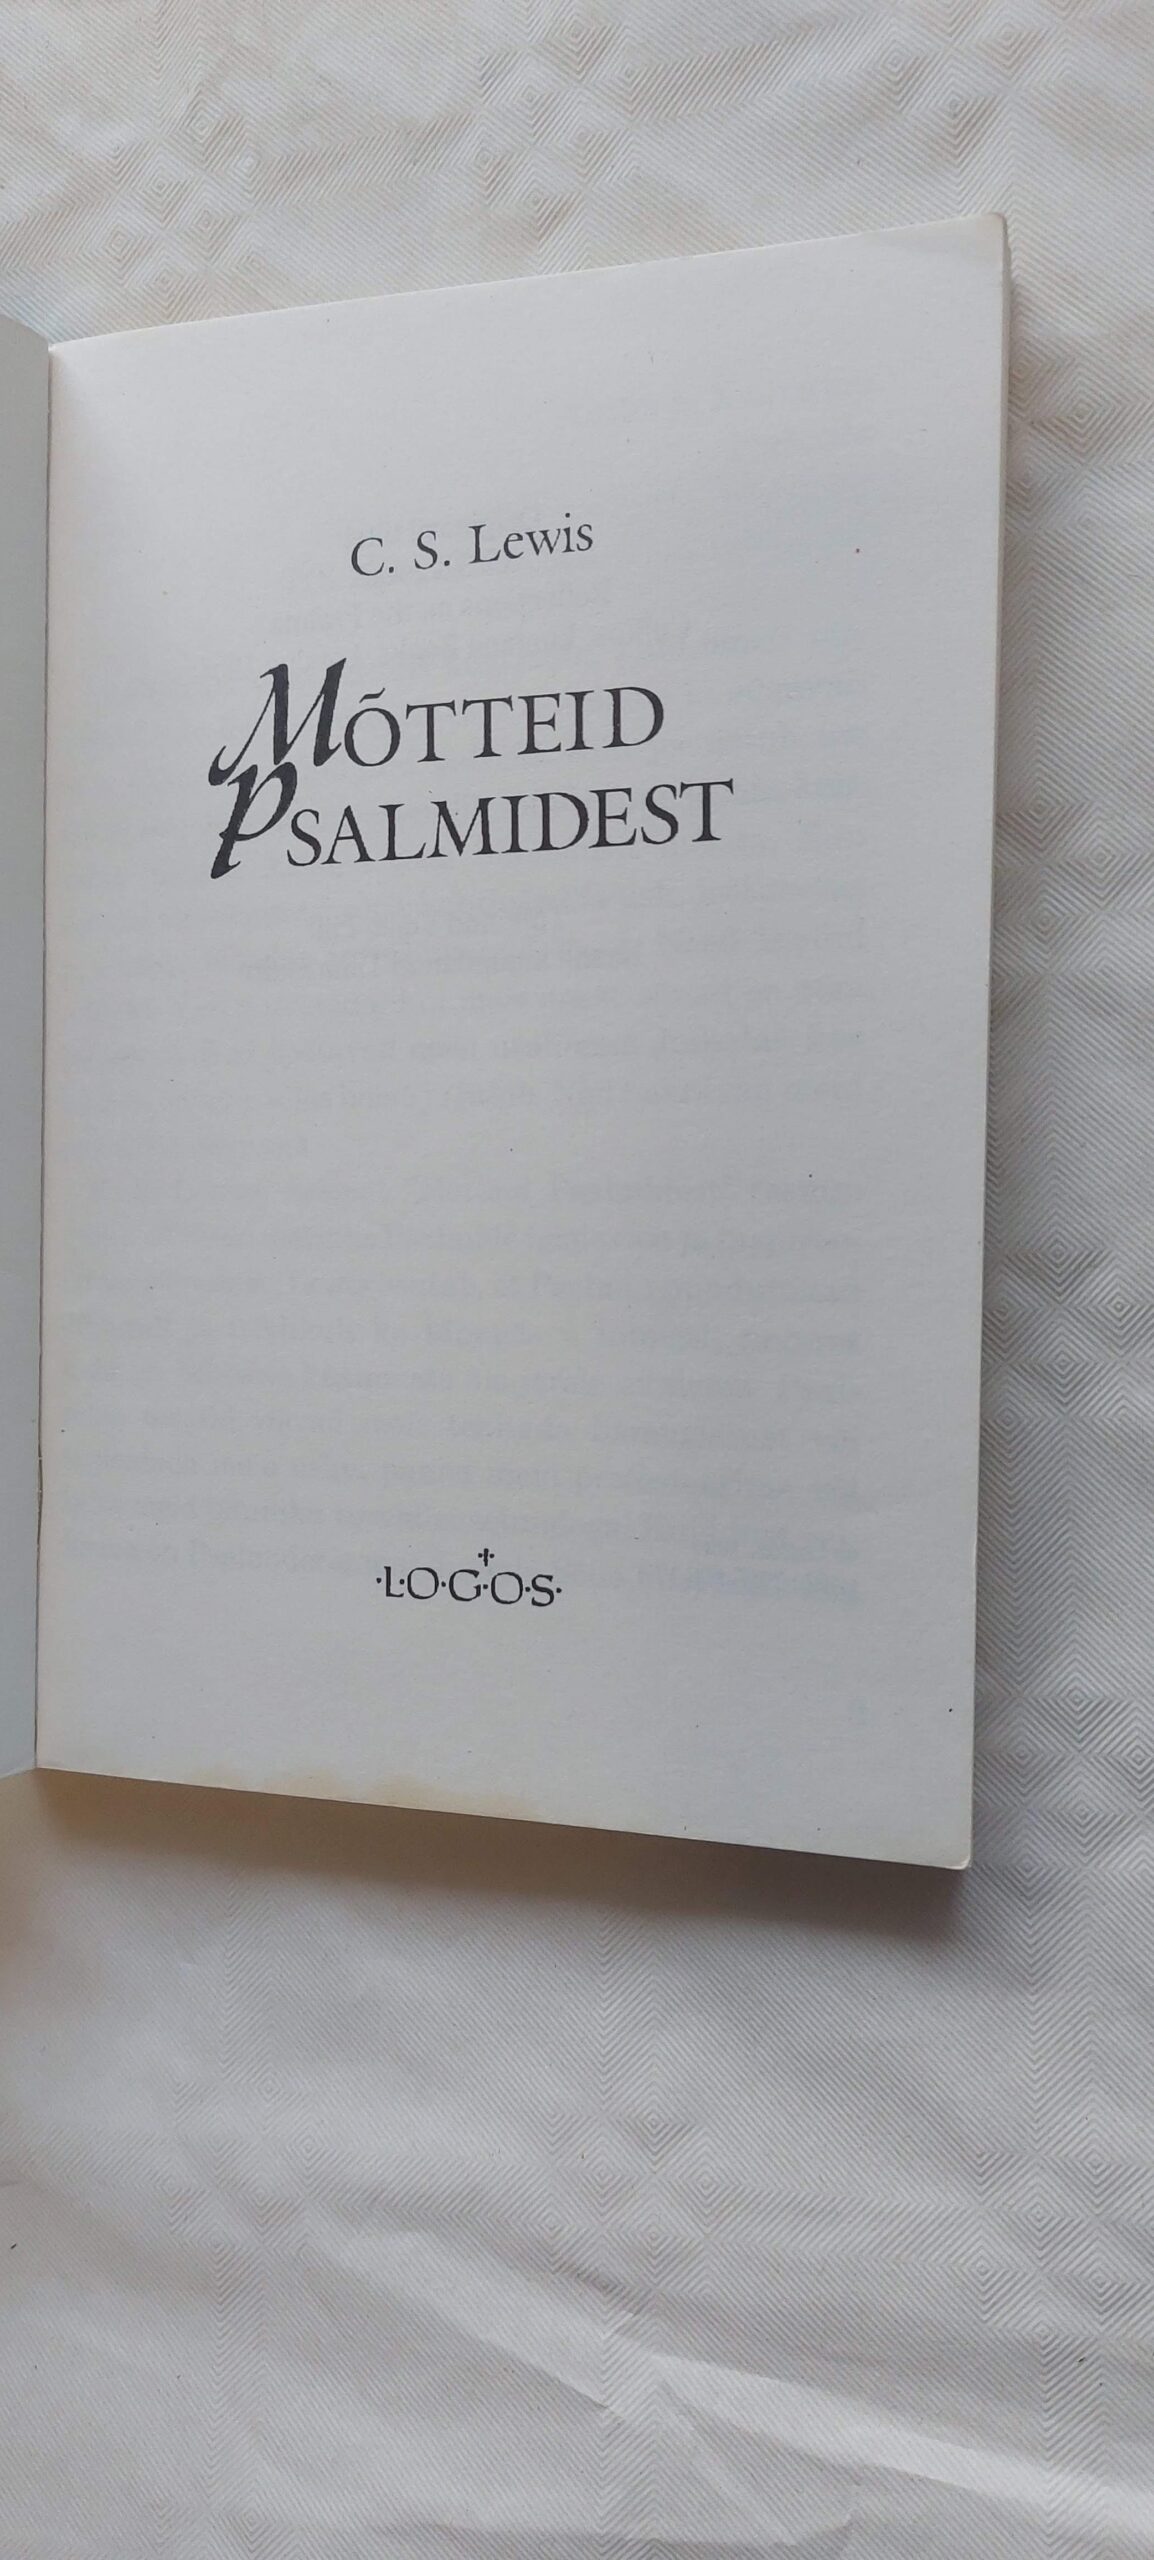 C. S. Lewis
MÕTTEID
PSALMIDEST
·L·O·G·O·S·